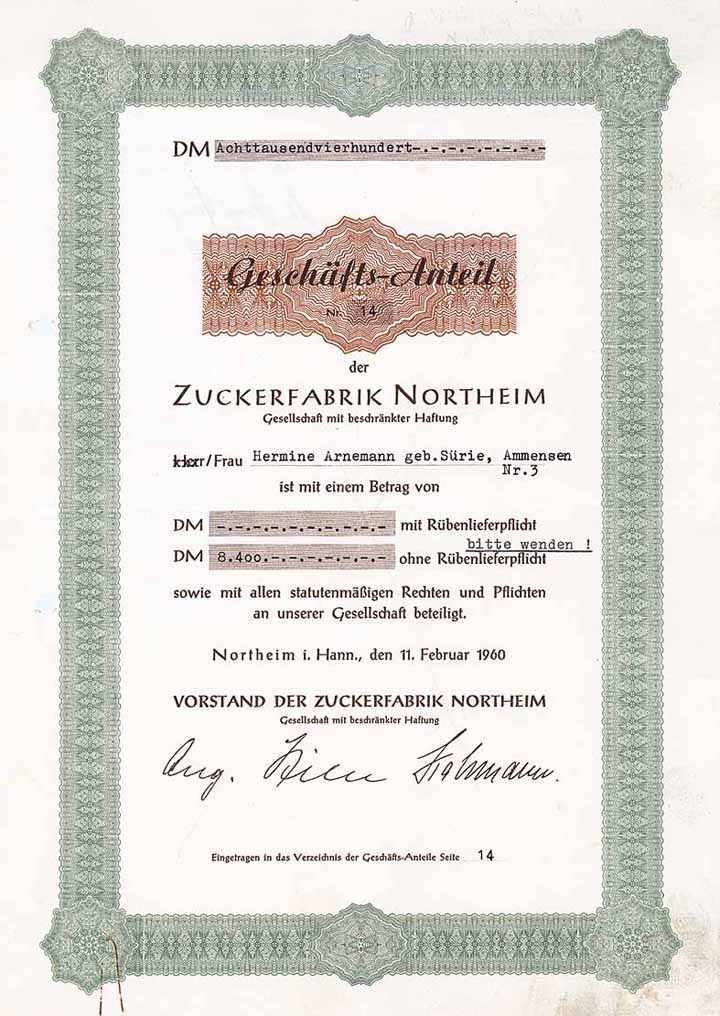 DM Achttausendvierhundert-.-.-.-.-.-.-
Geschäfts-Anteil
Nr. 14
der
ZUCKERFABRIK NORTHEIM
Gesellschaft mit beschränkter Haftung
Herr/Frau Hermine Arnemann geb.Sürie, Ammensen
Nr.3
ist mit einem Betrag von
DM -.-.-.-.-.-.-.-.- mit Rübenlieferpflicht
bitte wenden !
DM 8.400.-.-.-.-.-.-.- ohne Rübenlieferpflicht
sowie mit allen statutenmäßigen Rechten und Pflichten
an unserer Gesellschaft beteiligt.
Northeim i. Hann., den 11. Februar 1960
VORSTAND DER ZUCKERFABRIK NORTHEIM
Gesellschaft mit beschränkter Haftung
Aug.
Eingetragen in das Verzeichnis der Geschäfts-Anteile Seite 14